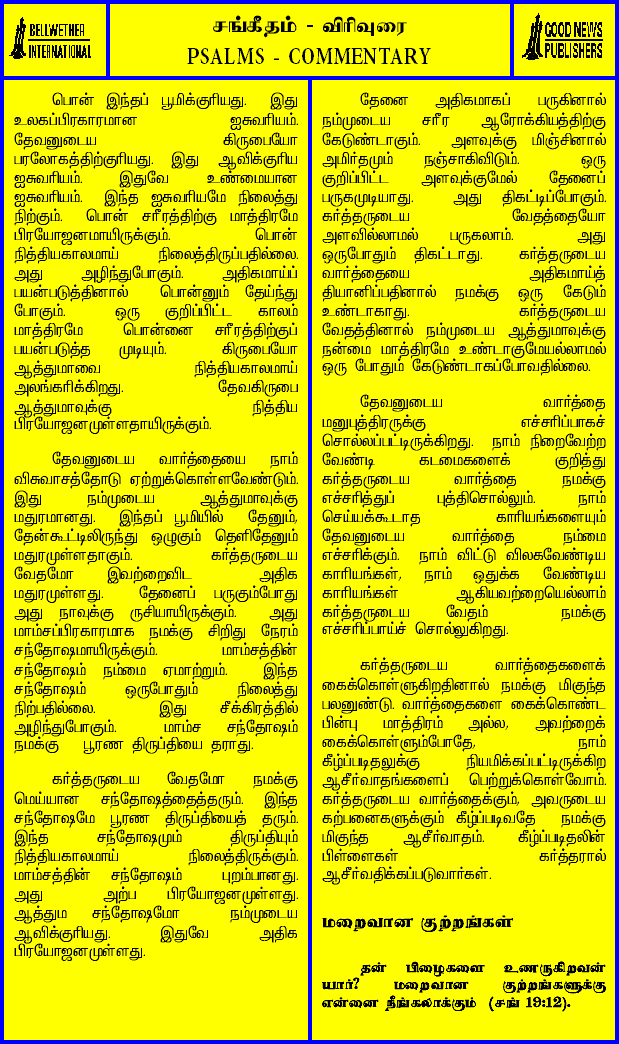 BELLWETHER
INTERNATIONAL
சங்கீதம் - விரிவுரை
PSALMS - COMMENTARY
GOOD NEWS
PUBLISHERS
பொன் இந்தப் பூமிக்குரியது. இது
உலகப்பிரகாரமான ஐசுவரியம்.
தேவனுடைய கிருபையோ
பரலோகத்திற்குரியது. இது ஆவிக்குரிய
ஐசுவரியம். இதுவே உண்மையான
ஐசுவரியம். இந்த ஐசுவரியமே நிலைத்து
நிற்கும். பொன் சரீரத்திற்கு மாத்திரமே
பிரயோஜனமாயிருக்கும். பொன்
நித்தியகாலமாய் நிலைத்திருப்பதில்லை.
அது அழிந்துபோகும். அதிகமாய்ப்
பயன்படுத்தினால் பொன்னும் தேய்ந்து
போகும். ஒரு குறிப்பிட்ட காலம்
மாத்திரமே பொன்னை சரீரத்திற்குப்
பயன்படுத்த முடியும். கிருபையோ
ஆத்துமாவை நித்தியகாலமாய்
அலங்கரிக்கிறது. தேவகிருபை
ஆத்துமாவுக்கு நித்திய
பிரயோஜனமுள்ளதாயிருக்கும்.
தேவனுடைய வார்த்தையை நாம்
விசுவாசத்தோடு ஏற்றுக்கொள்ளவேண்டும்.
இது நம்முடைய ஆத்துமாவுக்கு
மதுரமானது. இந்தப் பூமியில் தேனும்,
தேன்கூட்டிலிருந்து ஒழுகும் தெளிதேனும்
மதுரமுள்ளதாகும். கர்த்தருடைய
வேதமோ இவற்றைவிட அதிக
மதுரமுள்ளது. தேனைப் பருகும்போது
அது நாவுக்கு ருசியாயிருக்கும். அது
மாம்சப்பிரகாரமாக நமக்கு சிறிது நேரம்
சந்தோஷமாயிருக்கும். மாம்சத்தின்
சந்தோஷம் நம்மை ஏமாற்றும். இந்த
சந்தோஷம் ஒருபோதும் நிலைத்து
நிற்பதில்லை. இது சீக்கிரத்தில்
அழிந்துபோகும். மாம்ச சந்தோஷம்
நமக்கு பூரண திருப்தியை தராது.
கர்த்தருடைய வேதமோ நமக்கு
மெய்யான சந்தோஷத்தைத்தரும். இந்த
சந்தோஷமே பூரண திருப்தியைத் தரும்.
இந்த சந்தோஷமும் திருப்தியும்
நித்தியகாலமாய் நிலைத்திருக்கும்.
மாம்சத்தின் சந்தோஷம் புறம்பானது.
அது அற்ப பிரயோஜனமுள்ளது.
ஆத்தும சந்தோஷமோ நம்முடைய
ஆவிக்குரியது. இதுவே அதிக
பிரயோஜனமுள்ளது.
தேனை அதிகமாகப் பருகினால்
நம்முடைய சரீர ஆரோக்கியத்திற்கு
கேடுண்டாகும். அளவுக்கு மிஞ்சினால்
அமிர்தமும் நஞ்சாகிவிடும். ஒரு
குறிப்பிட்ட அளவுக்குமேல் தேனைப்
பருகமுடியாது. அது திகட்டிப்போகும்.
கர்த்தருடைய வேதத்தையோ
அளவில்லாமல் பருகலாம். அது
ஒருபோதும் திகட்டாது. கர்த்தருடைய
வார்த்தையை அதிகமாய்த்
தியானிப்பதினால் நமக்கு ஒரு கேடும்
உண்டாகாது. கர்த்தருடைய
வேதத்தினால் நம்முடைய ஆத்துமாவுக்கு
நன்மை மாத்திரமே உண்டாகுமேயல்லாமல்
ஒரு போதும் கேடுண்டாகப்போவதில்லை.
தேவனுடைய வார்த்தை
மனுபுத்திரருக்கு எச்சரிப்பாகச்
சொல்லப்பட்டிருக்கிறது. நாம் நிறைவேற்ற
வேண்டி கடமைகளைக் குறித்து
கர்த்தருடைய வார்த்தை நமக்கு
எச்சரித்துப் புத்திசொல்லும். நாம்
செய்யக்கூடாத காரியங்களையும்
தேவனுடைய வார்த்தை நம்மை
எச்சரிக்கும். நாம் விட்டு விலகவேண்டிய
காரியங்கள், நாம் ஒதுக்க வேண்டிய
காரியங்கள் ஆகியவற்றையெல்லாம்
கர்த்தருடைய வேதம் நமக்கு
எச்சரிப்பாய்ச் சொல்லுகிறது.
கர்த்தருடைய வார்த்தைகளைக்
கைக்கொள்ளுகிறதினால் நமக்கு மிகுந்த
பலனுண்டு. வார்த்தைகளை கைக்கொண்ட
பின்பு மாத்திரம் அல்ல, அவற்றைக்
கைக்கொள்ளும்போதே, நாம்
கீழ்ப்படிதலுக்கு நியமிக்கப்பட்டிருக்கிற
ஆசீர்வாதங்களைப் பெற்றுக்கொள்வோம்.
கர்த்தருடைய வார்த்தைக்கும், அவருடைய
கற்பனைகளுக்கும் கீழ்ப்படிவதே நமக்கு
மிகுந்த ஆசீர்வாதம். கீழ்ப்படிதலின்
பிள்ளைகள் கர்த்தரால்
ஆசீர்வதிக்கப்படுவார்கள்.
மறைவான குற்றங்கள்
தன் பிழைகளை உணருகிறவன்
யார்? மறைவான குற்றங்களுக்கு
என்னை நீங்கலாக்கும் (சங் 19:12).